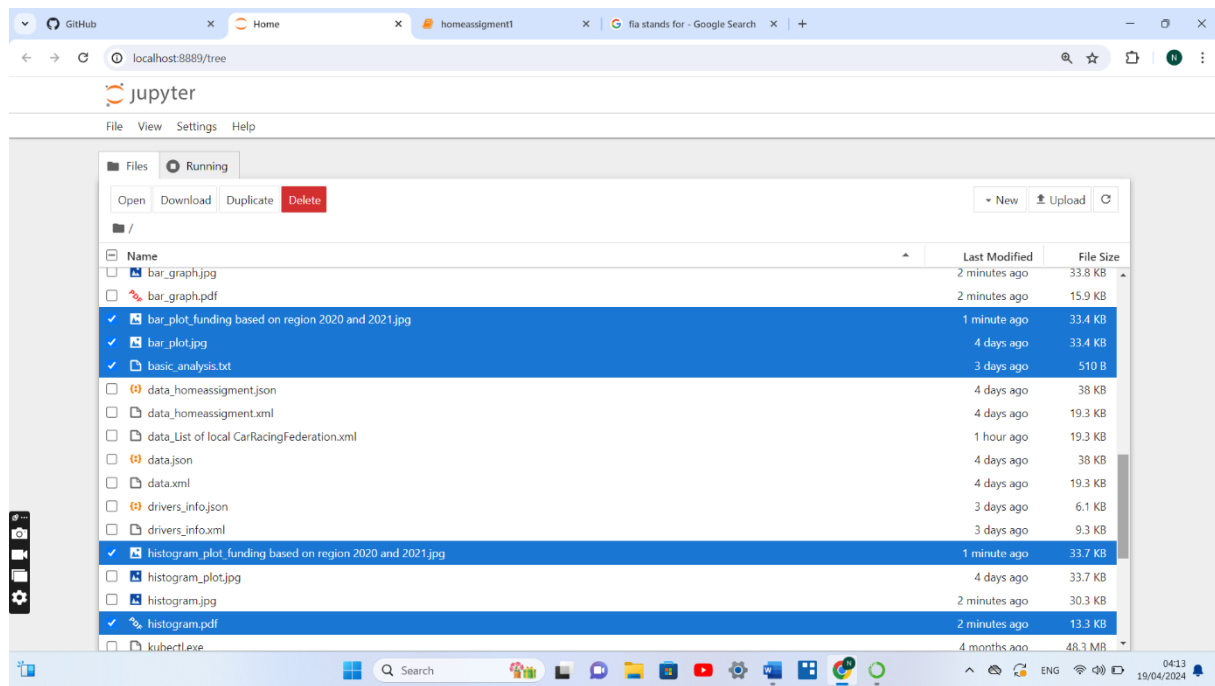 GitHub Home homeassigment1 fia stands for - Google Search
localhost:8889/tree N
jupyter
File View Settings Help
Files Running
Open Download Duplicate Delete New Upload
/
Name Last Modified File Size
bar_graph.jpg 2 minutes ago 33.8 KB
bar_graph.pdf 2 minutes ago 15.9 KB
bar_plot_funding based on region 2020 and 2021.jpg 1 minute ago 33.4 KB
bar_plot.jpg 4 days ago 33.4 KB
basic_analysis.txt 3 days ago 510 B
data_homeassigment.json 4 days ago 38 KB
data_homeassigment.xml 4 days ago 19.3 KB
data_List of local CarRacingFederation.xml 1 hour ago 19.3 KB
data.json 4 days ago 38 KB
data.xml 4 days ago 19.3 KB
drivers_info.json 3 days ago 6.1 KB
drivers_info.xml 3 days ago 9.3 KB
histogram_plot_funding based on region 2020 and 2021.jpg 1 minute ago 33.7 KB
histogram_plot.jpg 4 days ago 33.7 KB
histogram.jpg 2 minutes ago 30.3 KB
histogram.pdf 2 minutes ago 13.3 KB
kubectl.exe 4 months ago 48.3 MB
Search ENG 04:13
19/04/2024